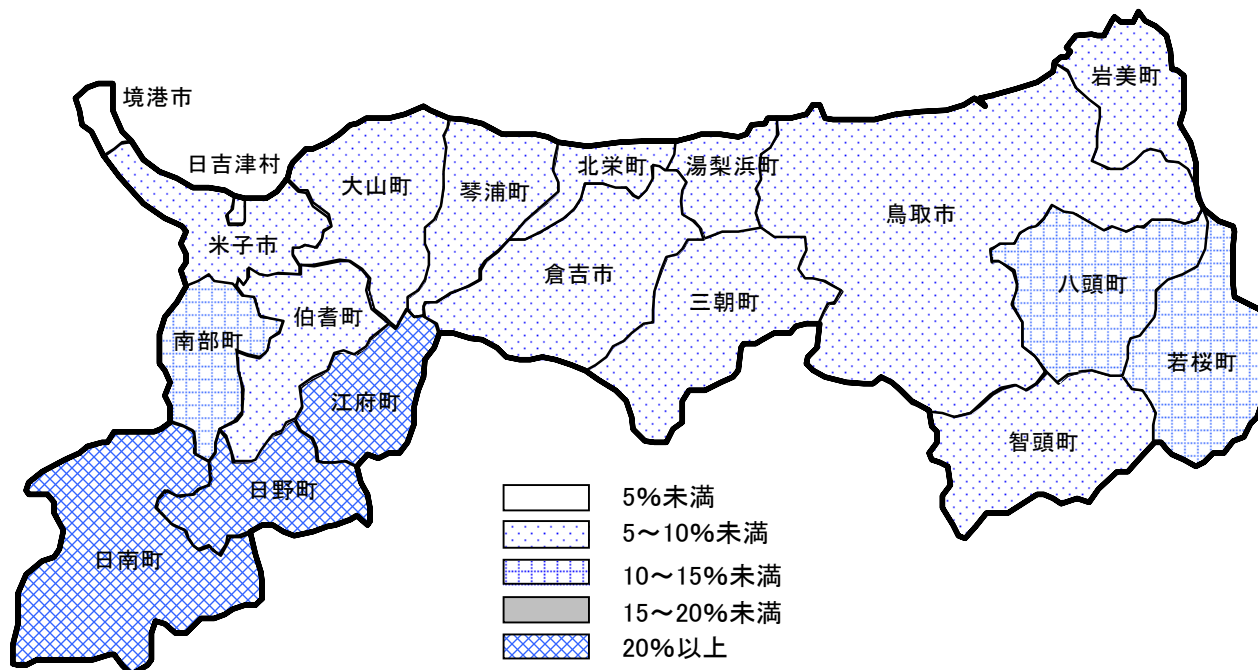 岩美町
境港市
日吉津村
大山町
琴浦町
北栄町
湯梨浜町
鳥取市
米子市
倉吉市
三朝町
八頭町
伯耆町
南部町
若桜町
江府町
智頭町
日野町
日南町
5%未満
5～10%未満
10～15%未満
15～20%未満
20%以上